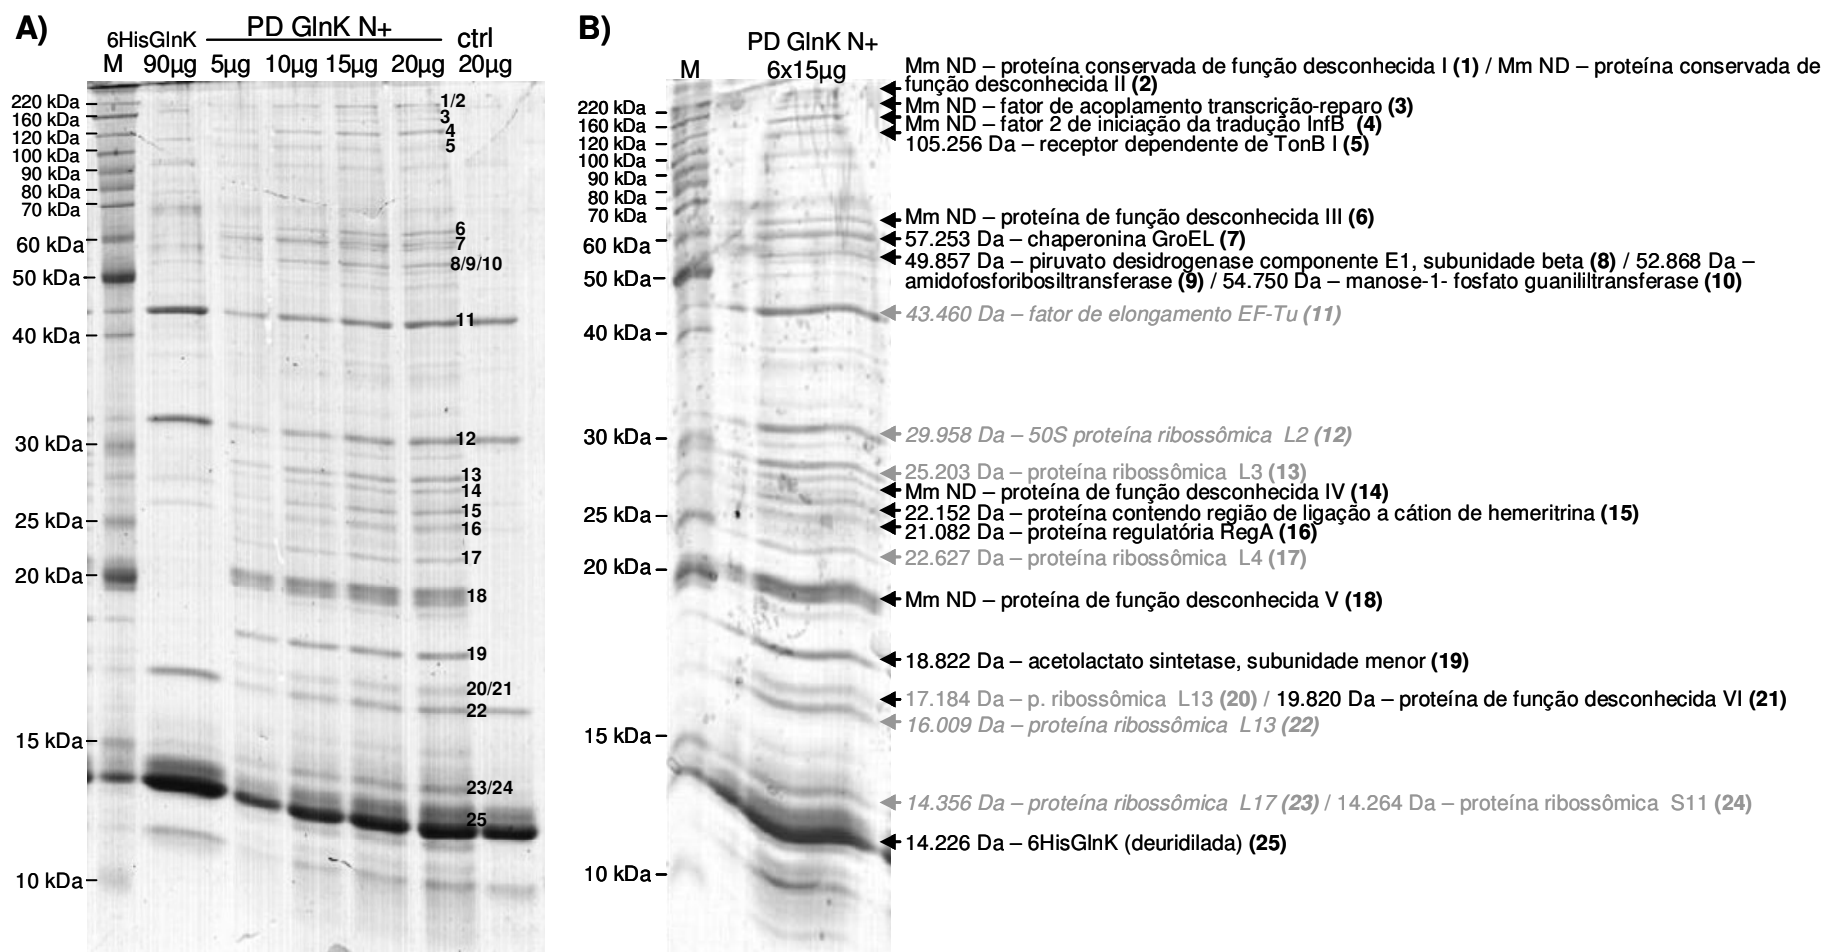 A)
6HisGlnK
PD GlnK N+
ctrl
M 90µg 5µg 10µg 15µg 20µg 20µg
220 kDa
160 kDa
120 kDa
100 kDa
90 kDa
80 kDa
70 kDa
60 kDa
50 kDa
40 kDa
30 kDa
25 kDa
20 kDa
15 kDa
10 kDa
1/2
3
4
5
6
7
8/9/10
11
12
13
14
15
16
17
18
19
20/21
22
23/24
25
B)
PD GlnK N+
M 6x15µg
220 kDa
160 kDa
120 kDa
100 kDa
90 kDa
80 kDa
70 kDa
60 kDa
50 kDa
40 kDa
30 kDa
25 kDa
20 kDa
15 kDa
10 kDa
Mm ND – proteína conservada de função desconhecida I (1) / Mm ND – proteína conservada de
função desconhecida II (2)
Mm ND – fator de acoplamento transcrição-reparo (3)
Mm ND – fator 2 de iniciação da tradução InfB (4)
105.256 Da – receptor dependente de TonB I (5)
Mm ND – proteína de função desconhecida III (6)
57.253 Da – chaperonina GroEL (7)
49.857 Da – piruvato desidrogenase componente E1, subunidade beta (8) / 52.868 Da –
amidofosforibosiltransferase (9) / 54.750 Da – manose-1- fosfato guanililtransferase (10)
43.460 Da – fator de elongamento EF-Tu (11)
29.958 Da – 50S proteína ribossômica L2 (12)
25.203 Da – proteína ribossômica L3 (13)
Mm ND – proteína de função desconhecida IV (14)
22.152 Da – proteína contendo região de ligação a cátion de hemeritrina (15)
21.082 Da – proteína regulatória RegA (16)
22.627 Da – proteína ribossômica L4 (17)
Mm ND – proteína de função desconhecida V (18)
18.822 Da – acetolactato sintetase, subunidade menor (19)
17.184 Da – p. ribossômica L13 (20) / 19.820 Da – proteína de função desconhecida VI (21)
16.009 Da – proteína ribossômica L13 (22)
14.356 Da – proteína ribossômica L17 (23) / 14.264 Da – proteína ribossômica S11 (24)
14.226 Da – 6HisGlnK (deuridilada) (25)